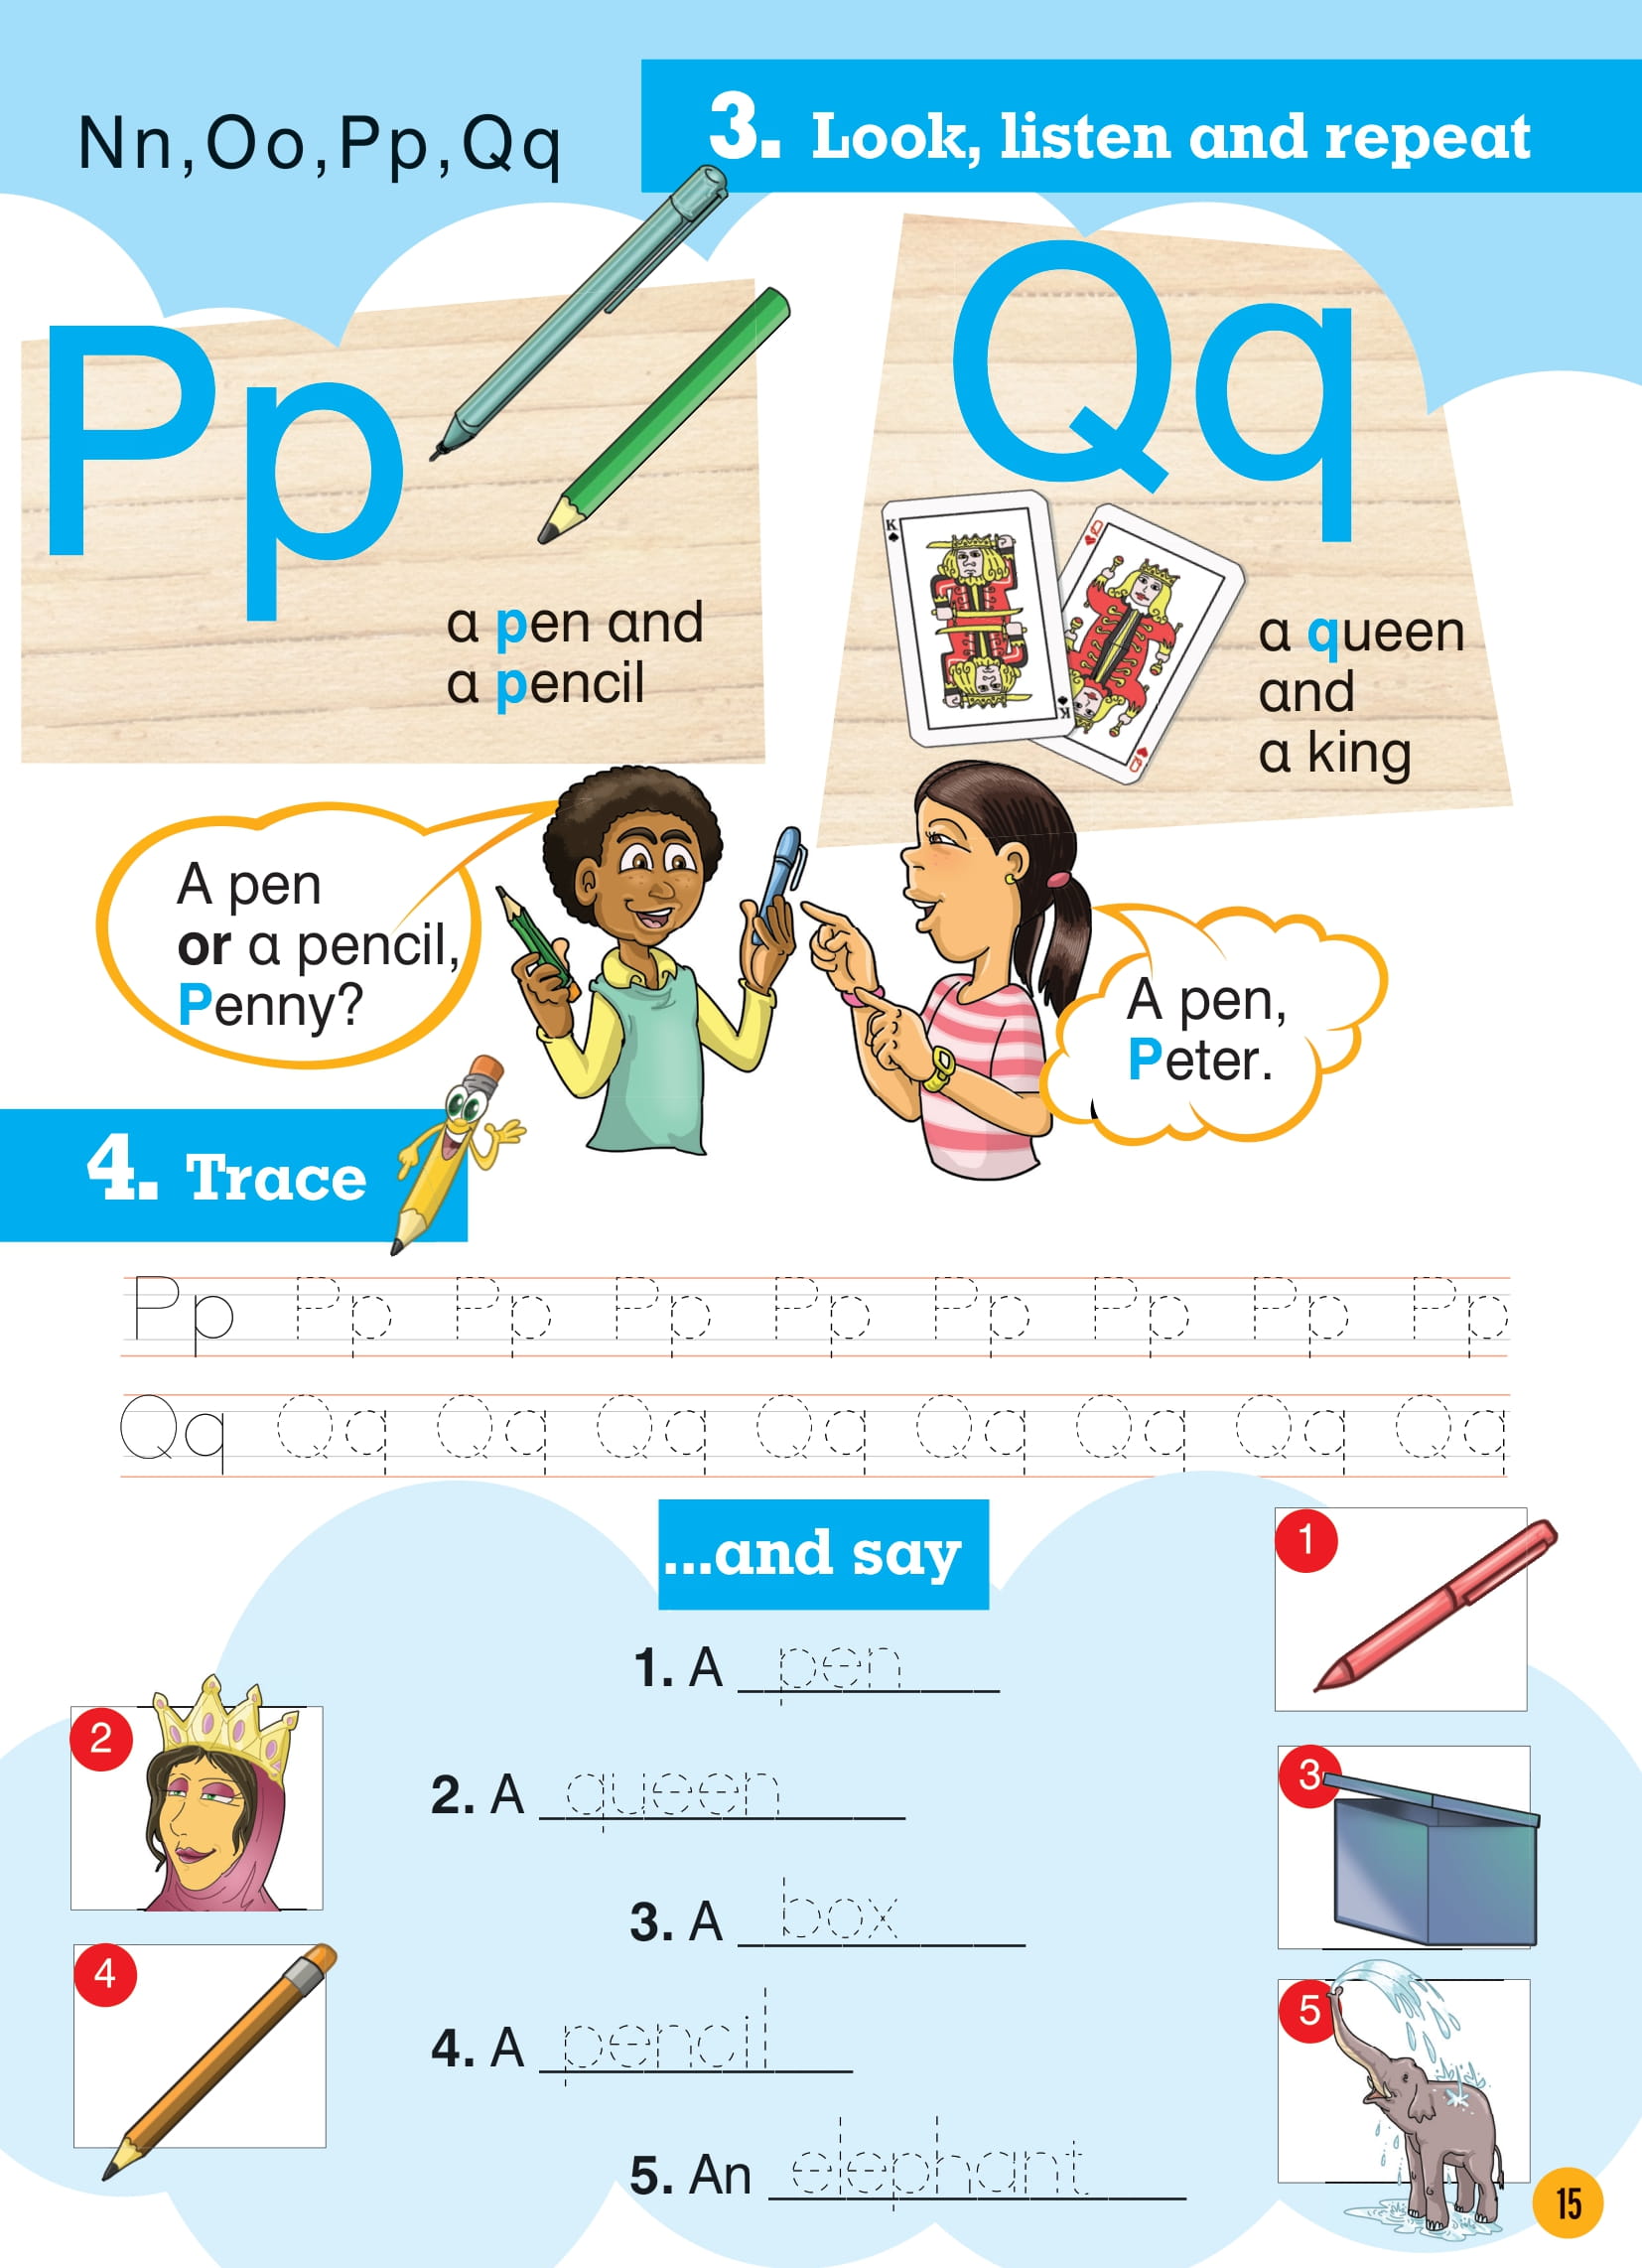 Nn,Oo,Pp,Qq
3. Look, listen and repeat
Pp
a pen and
a pencil
Qq
K
K
Q
Q
a queen
and
a king
A pen
or a pencil,
Penny?
A pen,
Peter.
4. Trace
Pp Pp Pp Pp Pp Pp Pp Pp Pp
Qq Qq Qq Qq Qq Qq Qq Qq Qq
...and say
1
1. A pen
2
2. A queen
3
3. A box
4
4. A pencil
5
5. An elephant
15